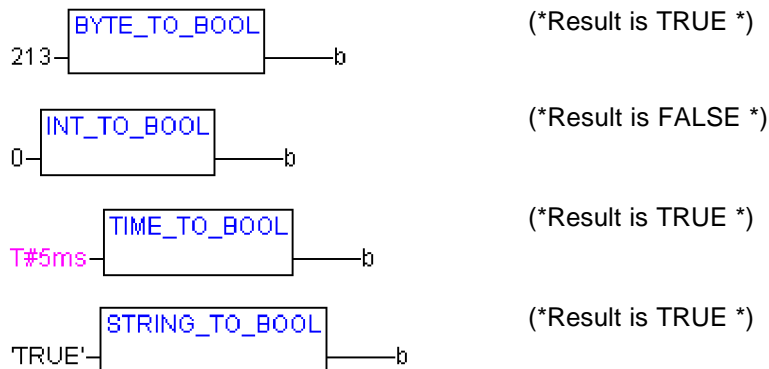 BYTE_TO_BOOL (*Result is TRUE *)
213 b
INT_TO_BOOL (*Result is FALSE *)
0 b
TIME_TO_BOOL (*Result is TRUE *)
T#5ms b
STRING_TO_BOOL (*Result is TRUE *)
'TRUE' b